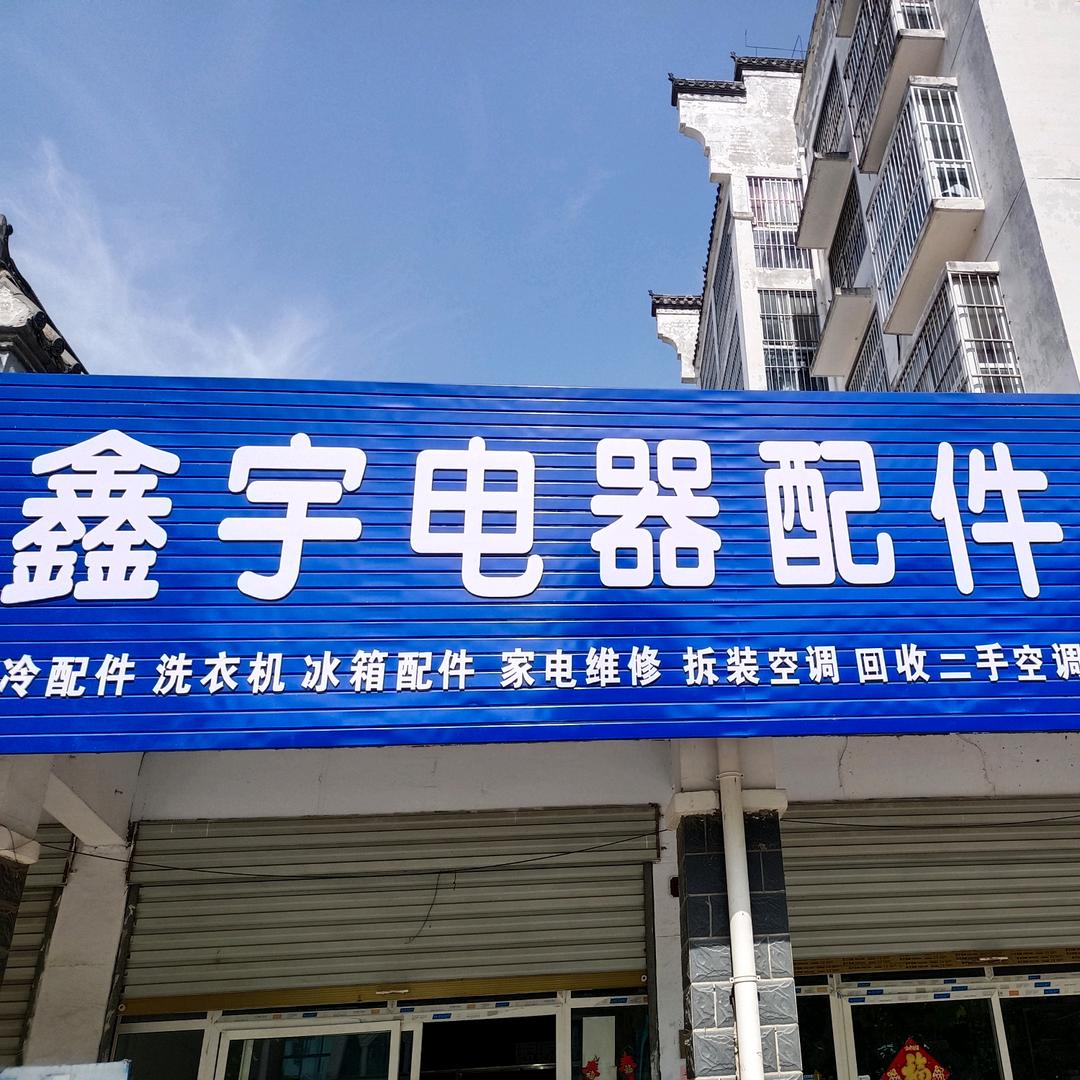 鑫宇电器配件
冷配件 洗衣机 冰箱配件 家电维修 拆装空调 回收二手空调
福